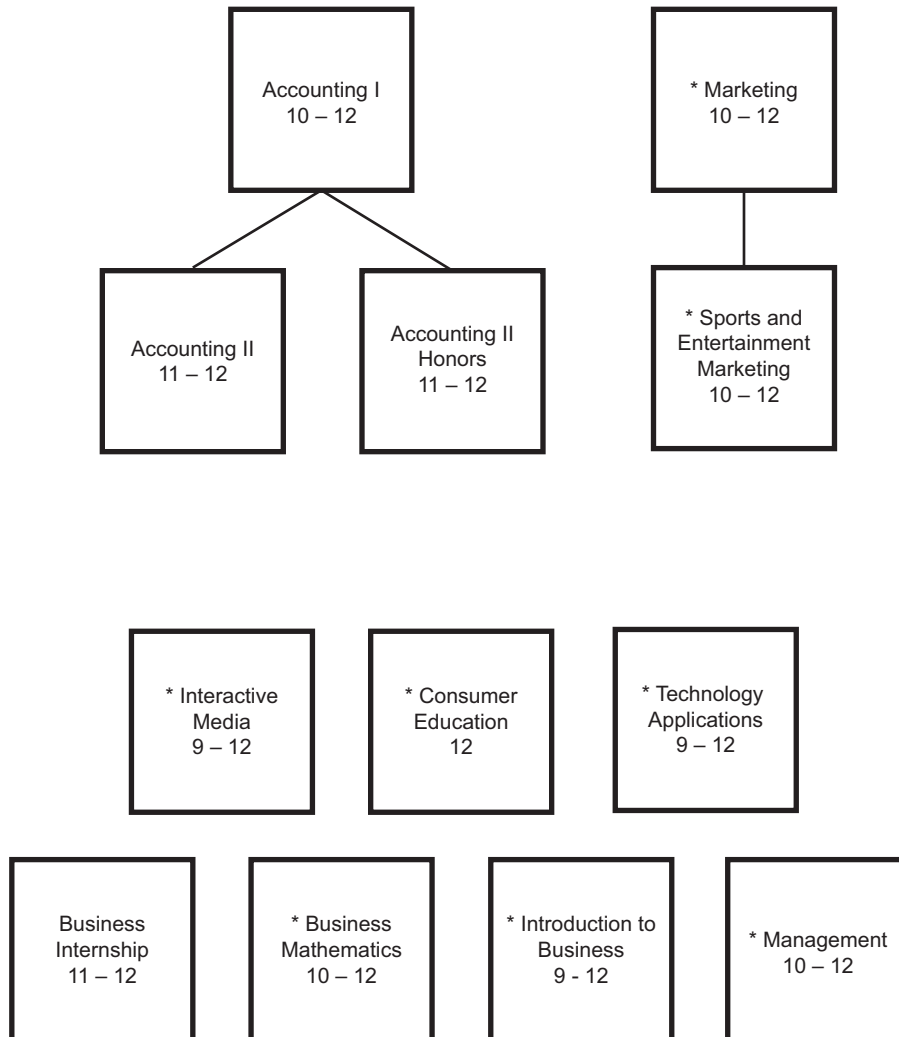 Accounting I
10 – 12
* Marketing
10 – 12
Accounting II
11 – 12
Accounting II
Honors
11 – 12
* Sports and
Entertainment
Marketing
10 – 12
* Interactive
Media
9 – 12
* Consumer
Education
12
* Technology
Applications
9 – 12
Business
Internship
11 – 12
* Business
Mathematics
10 – 12
* Introduction to
Business
9 - 12
* Management
10 – 12